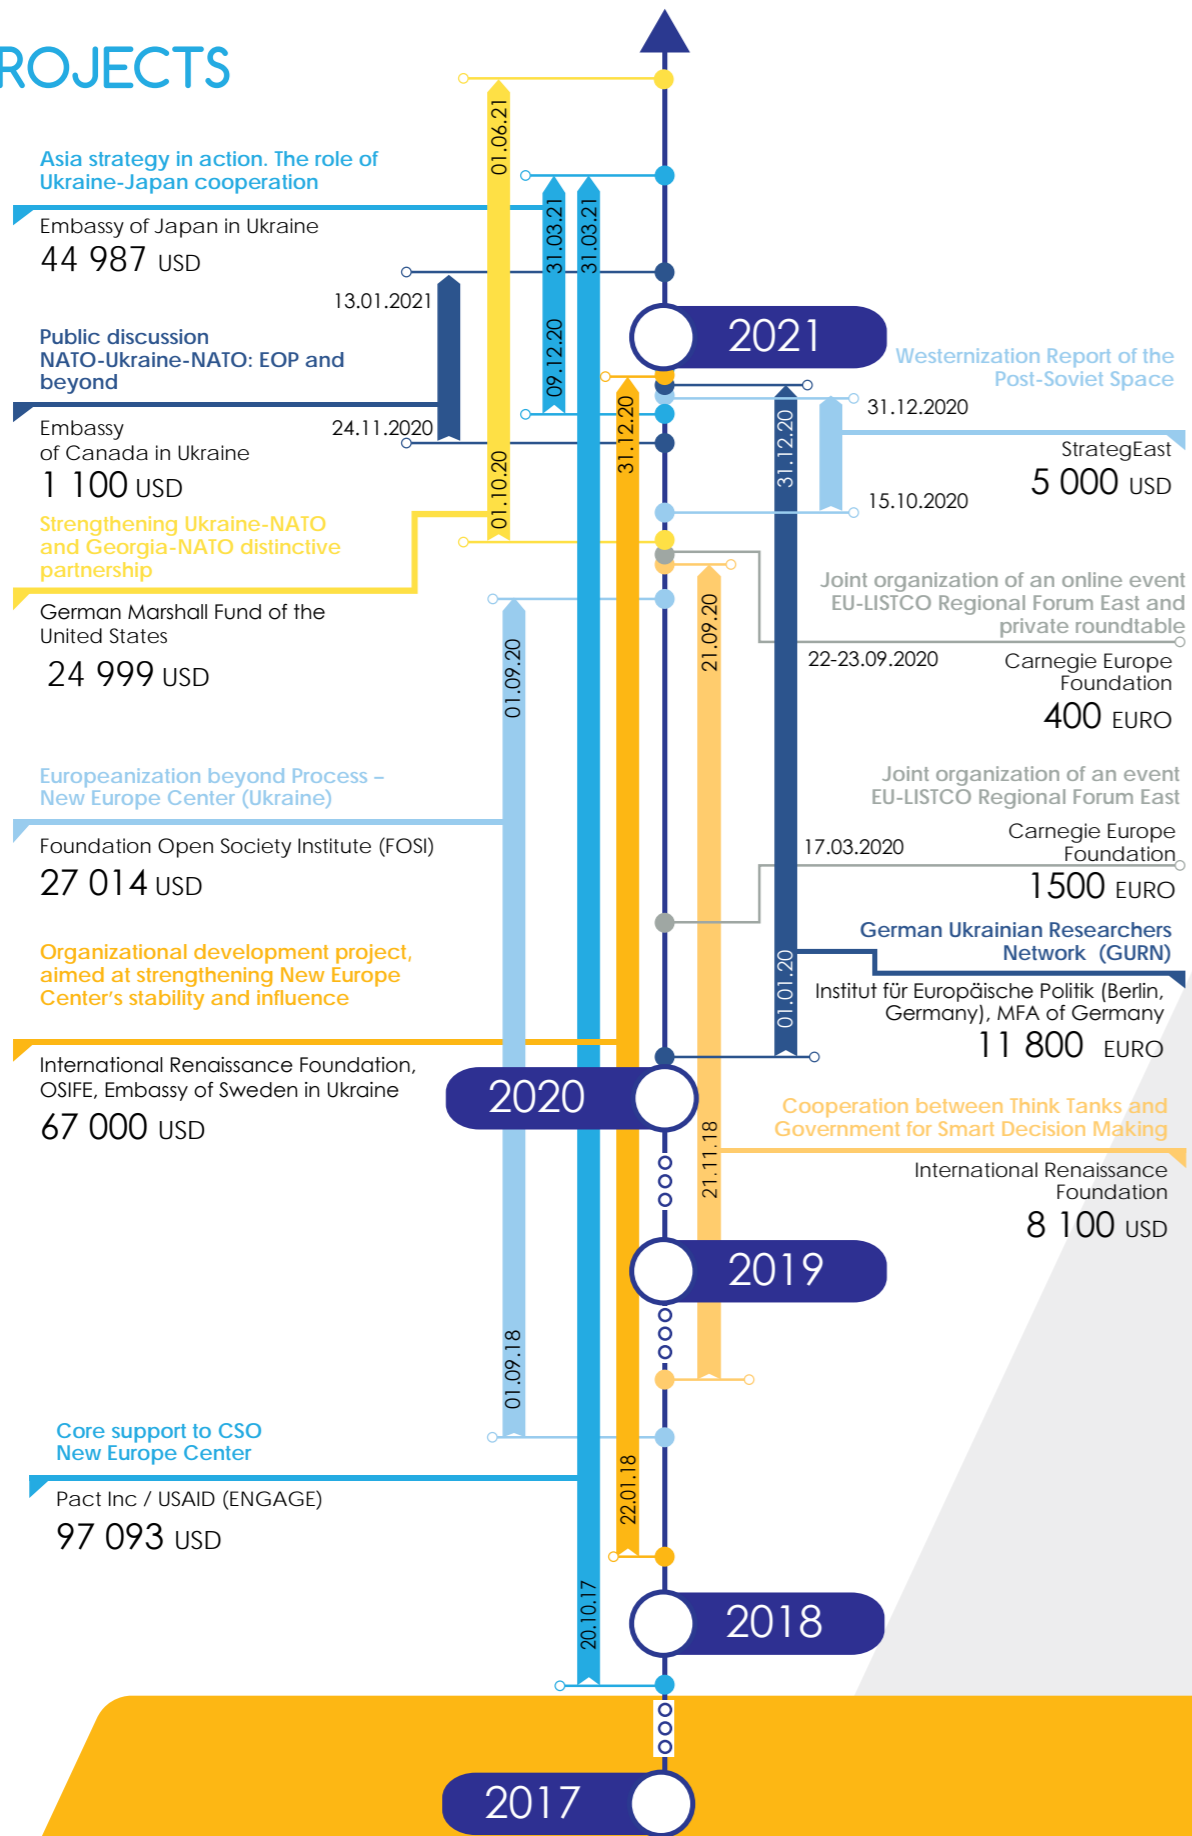 ROJECTS
Asia strategy in action. The role of
Ukraine-Japan cooperation
Embassy of Japan in Ukraine
44 987 USD
13.01.2021
Public discussion
NATO-Ukraine-NATO: EOP and
beyond
24.11.2020
Embassy
of Canada in Ukraine
1 100 USD
Strengthening Ukraine-NATO
and Georgia-NATO distinctive
partnership
German Marshall Fund of the
United States
24 999 USD
Europeanization beyond Process –
New Europe Center (Ukraine)
Foundation Open Society Institute (FOSI)
27 014 USD
Organizational development project,
aimed at strengthening New Europe
Center's stability and influence
International Renaissance Foundation,
OSIFE, Embassy of Sweden in Ukraine
67 000 USD
Core support to CSO
New Europe Center
Pact Inc / USAID (ENGAGE)
97 093 USD
01.06.21
01.10.20
31.03.21
09.12.20
31.03.21
20.10.17
01.09.20
01.09.18
31.12.20
22.01.18
21.09.20
21.11.18
31.12.20
01.01.20
2021
2020
2019
2018
2017
Westernization Report of the
Post-Soviet Space
31.12.2020
StrategEast
5 000 USD
15.10.2020
Joint organization of an online event
EU-LISTCO Regional Forum East and
private roundtable
22-23.09.2020
Carnegie Europe
Foundation
400 EURO
Joint organization of an event
EU-LISTCO Regional Forum East
17.03.2020
Carnegie Europe
Foundation
1500 EURO
German Ukrainian Researchers
Network (GURN)
Institut für Europäische Politik (Berlin,
Germany), MFA of Germany
11 800 EURO
Cooperation between Think Tanks and
Government for Smart Decision Making
International Renaissance
Foundation
8 100 USD